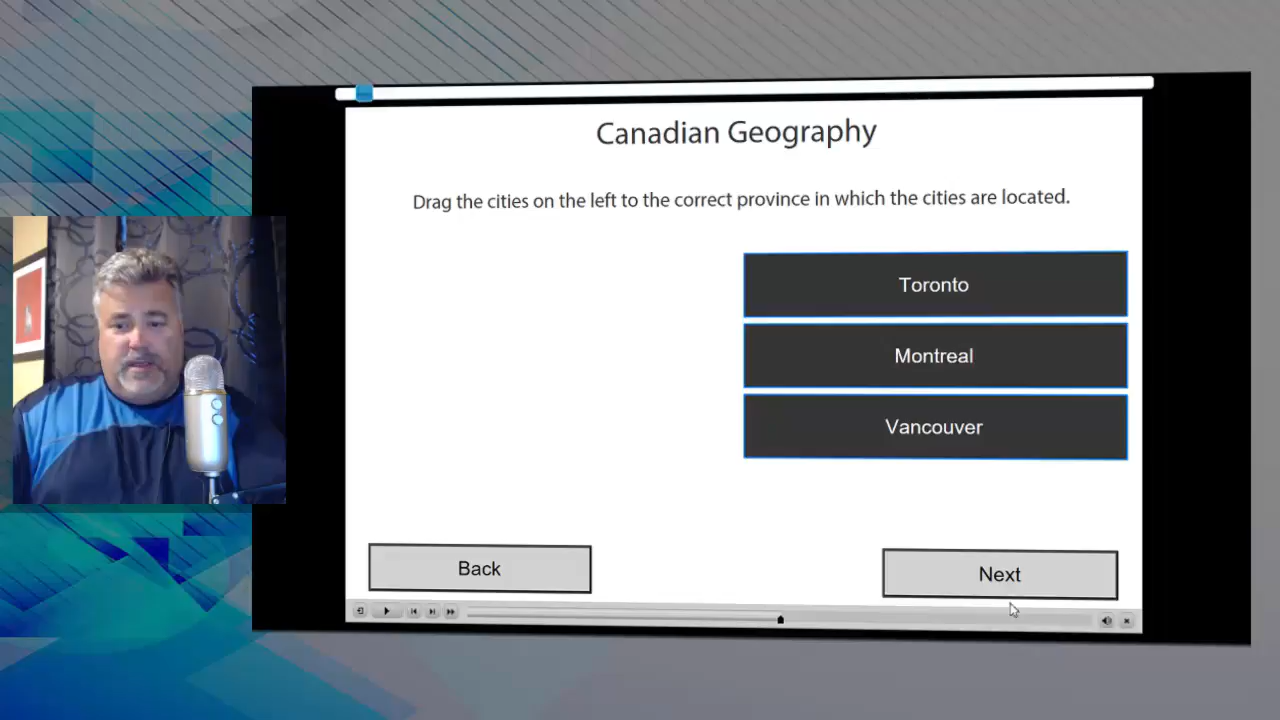 Canadian Geography
Drag the cities on the left to the correct province in which the cities are located.
Toronto
Montreal
Vancouver
Back
Next